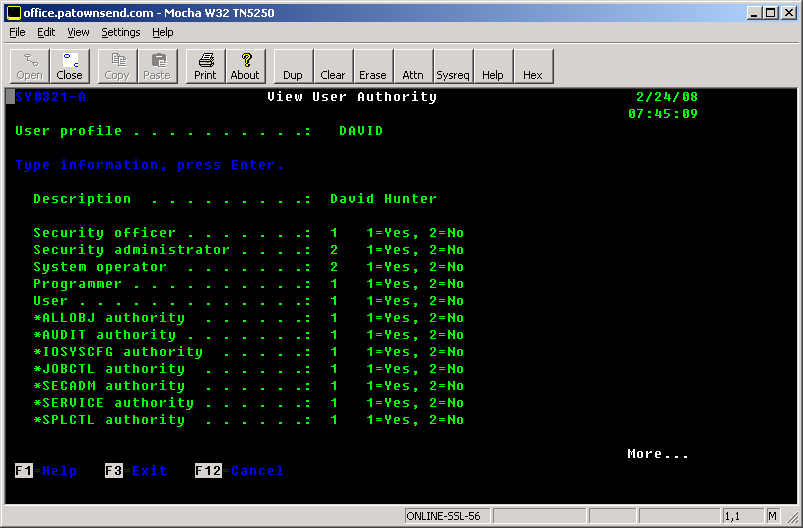 office.patownsend.com - Mocha W32 TN5250
File Edit View Settings Help
Open Close Copy Paste Print About Dup Clear Erase Attn Sysreq Help Hex
SY0321-A View User Authority 2/24/08
07:45:09
User profile . . . . . . . . . .: DAVID
Type information, press Enter.
Description . . . . . . . . .: David Hunter
Security officer . . . . . . .: 1 1=Yes, 2=No
Security administrator . . . .: 2 1=Yes, 2=No
System operator . . . . . . .: 2 1=Yes, 2=No
Programmer . . . . . . . . . .: 1 1=Yes, 2=No
User . . . . . . . . . . . . .: 1 1=Yes, 2=No
*ALLOBJ authority . . . . . .: 1 1=Yes, 2=No
*AUDIT authority . . . . . . .: 1 1=Yes, 2=No
*IOSYSCFG authority . . . . .: 1 1=Yes, 2=No
*JOBCTL authority . . . . . .: 1 1=Yes, 2=No
*SECADM authority . . . . . .: 1 1=Yes, 2=No
*SERVICE authority . . . . . .: 1 1=Yes, 2=No
*SPLCTL authority . . . . . .: 1 1=Yes, 2=No
More...
F1=Help F3=Exit F12=Cancel
ONLINE-SSL-56 1,1 M